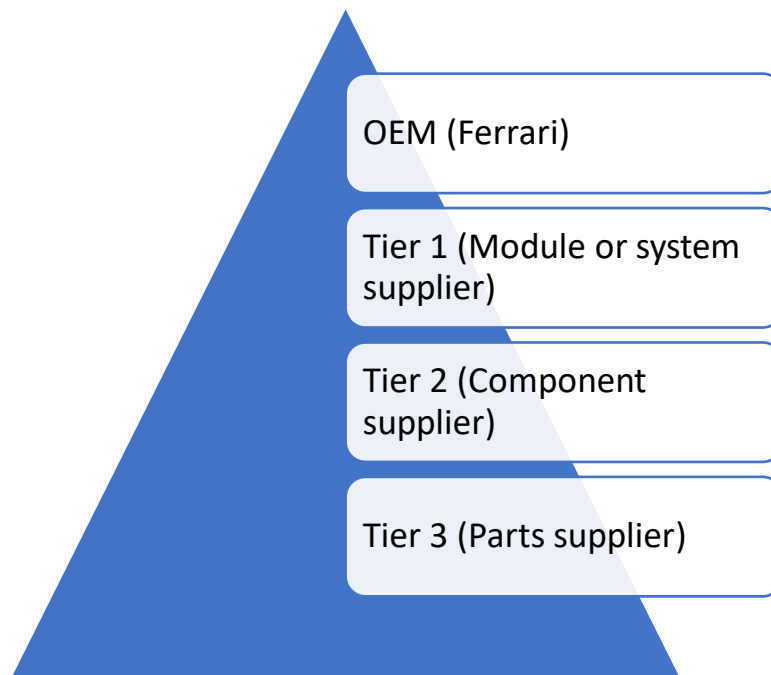 OEM (Ferrari)
Tier 1 (Module or system
supplier)
Tier 2 (Component
supplier)
Tier 3 (Parts supplier)